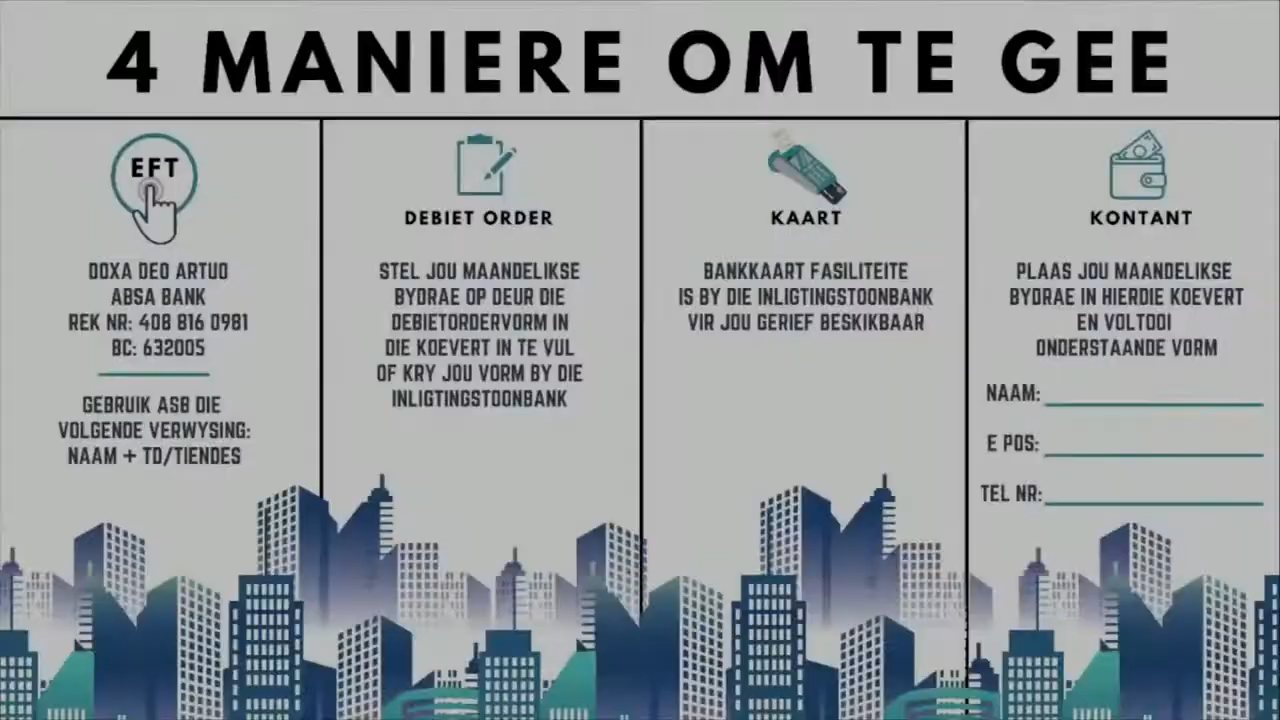 4 MANIERE OM TE GEE
EFT
DOXA DEO ARTUO
ABSA BANK
REK NR: 408 816 0981
BC: 632005
GEBRUIK ASB DIE
VOLGENDE VERWYSING:
NAAM + TD/TIENDES
DEBIET ORDER
STEL JOU MAANDELIKSE
BYDRAE OP DEUR DIE
DEBIETORDERVORM IN
DIE KOEVERT IN TE VUL
OF KRY JOU VORM BY DIE
INLIGTINGSTOONBANK
KAART
BANKKAART FASILITEITE
IS BY DIE INLIGTINGSTOONBANK
VIR JOU GERIEF BESKIKBAAR
KONTANT
PLAAS JOU MAANDELIKSE
BYDRAE IN HIERDIE KOEVERT
EN VOLTOOI
ONDERSTAANDE VORM
NAAM:
E POS:
TEL NR: